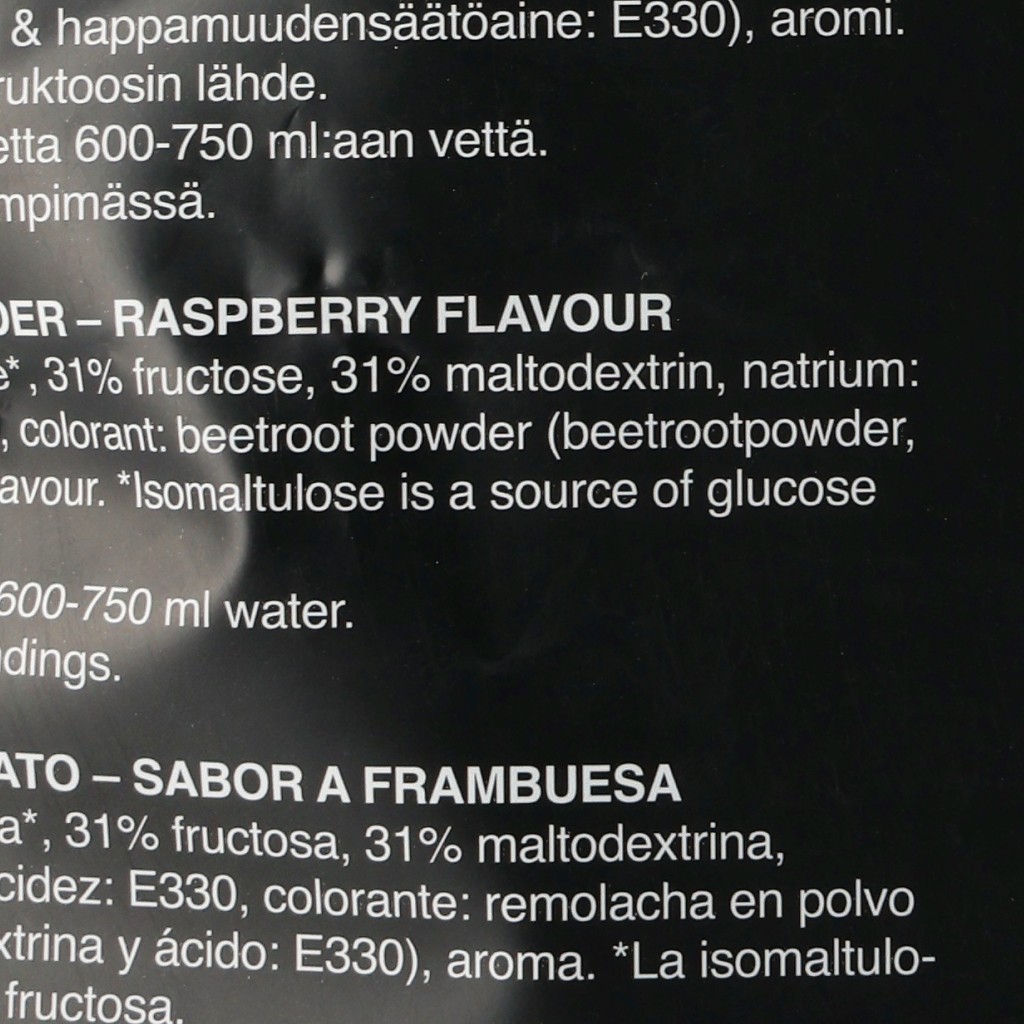 & happamuudensäätöaine: E330), aromi.
ruktoosin lähde.
etta 600-750 ml:aan vettä.
mpimässä.
DER – RASPBERRY FLAVOUR
e*, 31% fructose, 31% maltodextrin, natrium:
, colorant: beetroot powder (beetrootpowder,
avour. *Isomaltulose is a source of glucose
600-750 ml water.
dings.
ATO – SABOR A FRAMBUESA
a*, 31% fructosa, 31% maltodextrina,
cidez: E330, colorante: remolacha en polvo
xtrina y ácido: E330), aroma. *La isomaltulo-
fructosa.